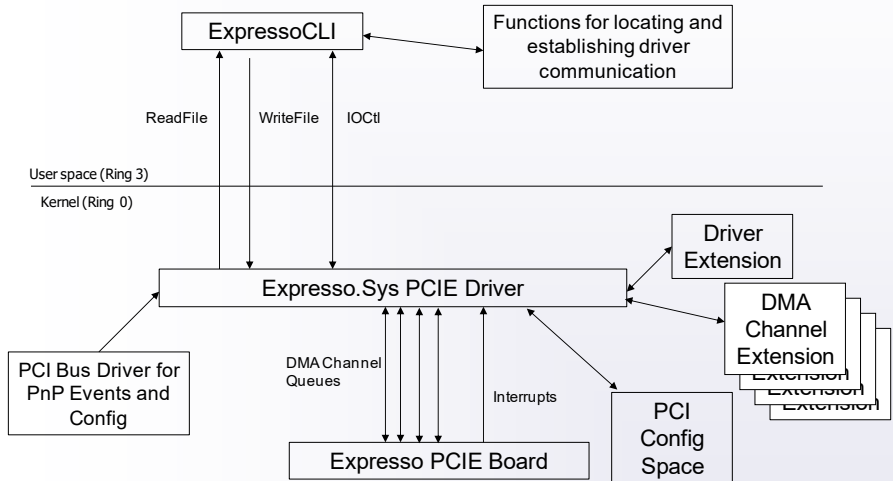 ExpressoCLI
Functions for locating and
establishing driver
communication
ReadFile
WriteFile
IOCtl
User space (Ring 3)
Kernel (Ring 0)
Driver
Extension
Expresso.Sys PCIE Driver
DMA
Channel
Extension
Extension
Extension
Extension
PCI Bus Driver for
PnP Events and
Config
DMA Channel
Queues
Interrupts
PCI
Config
Space
Expresso PCIE Board